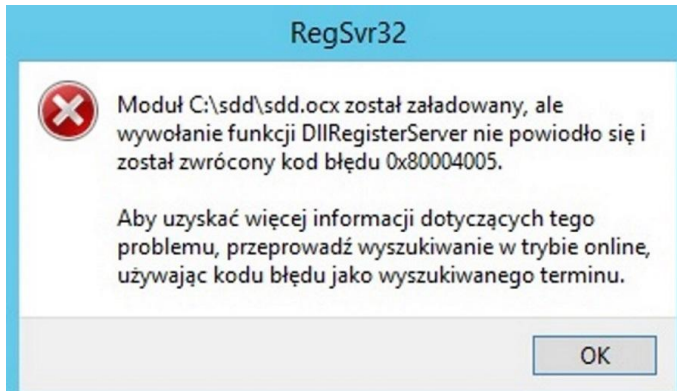 RegSvr32
Moduł C:\sdd\sdd.ocx został załadowany, ale
wywołanie funkcji DllRegisterServer nie powiodło się i
został zwrócony kod błędu 0x80004005.
Aby uzyskać więcej informacji dotyczących tego
problemu, przeprowadź wyszukiwanie w trybie online,
używając kodu błędu jako wyszukiwanego terminu.
OK